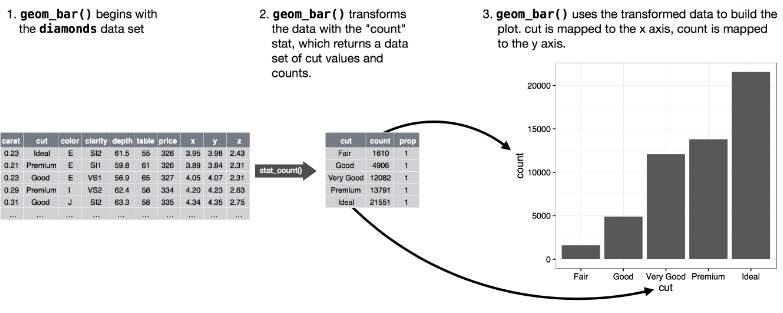 1. geom_bar() begins with
the diamonds data set
2. geom_bar() transforms
the data with the "count"
stat, which returns a data
set of cut values and
counts.
3. geom_bar() uses the transformed data to build the
plot. cut is mapped to the x axis, count is mapped
to the y axis.
carat cut color clarity depth table price x y z
0.23 Ideal E SI2 61.5 55 326 3.95 3.98 2.43
0.21 Premium E SI1 59.8 61 326 3.89 3.84 2.31
0.23 Good E VS1 56.9 65 327 4.05 4.07 2.31
0.29 Premium I VS2 62.4 58 334 4.20 4.23 2.63
0.31 Good J SI2 63.3 58 335 4.34 4.35 2.75
... ... ... ... ... ... ... ... ... ...
stat_count()
cut count prop
Fair 1610 1
Good 4906 1
Very Good 12082 1
Premium 13791 1
Ideal 21551 1
20000
15000
10000
5000
0
count
Fair Good Very Good Premium Ideal
cut